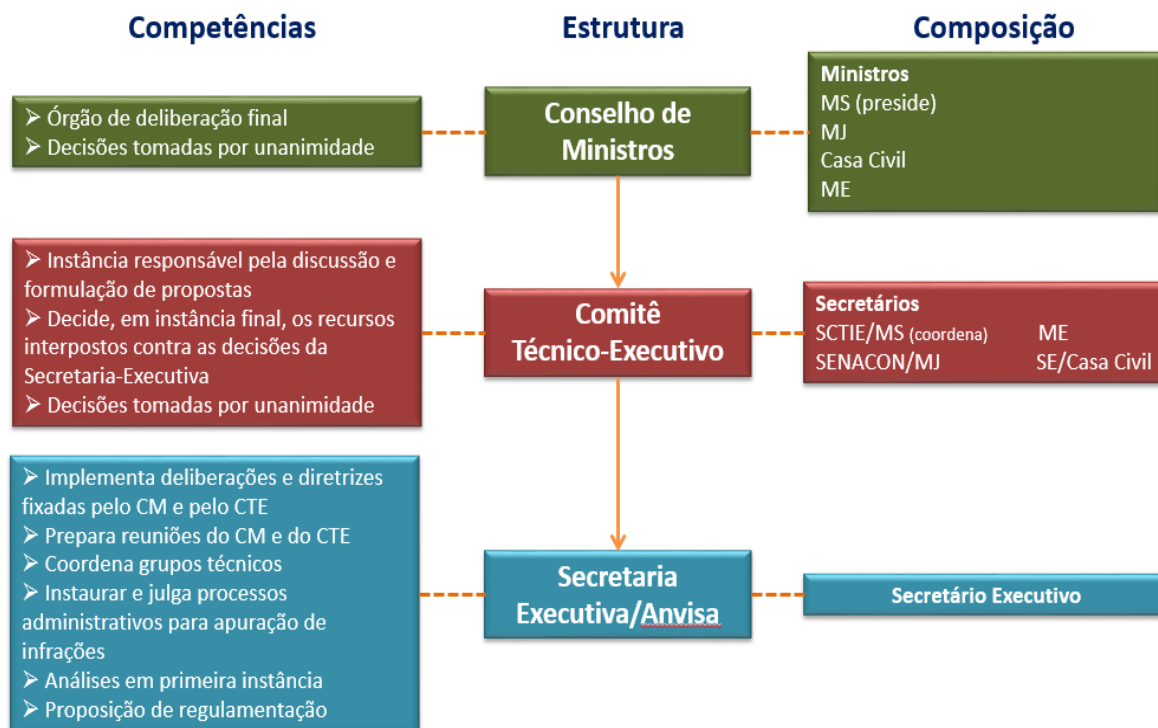 Competências
Estrutura
Composição
➢ Órgão de deliberação final
➢ Decisões tomadas por unanimidade
Conselho de
Ministros
Ministros
MS (preside)
MJ
Casa Civil
ME
➢ Instância responsável pela discussão e
formulação de propostas
➢ Decide, em instância final, os recursos
interpostos contra as decisões da
Secretaria-Executiva
➢ Decisões tomadas por unanimidade
Comitê
Técnico-Executivo
Secretários
SCTIE/MS (coordena) ME
SENACON/MJ SE/Casa Civil
➢ Implementa deliberações e diretrizes
fixadas pelo CM e pelo CTE
➢ Prepara reuniões do CM e do CTE
➢ Coordena grupos técnicos
➢ Instaurar e julga processos
administrativos para apuração de
infrações
➢ Análises em primeira instância
➢ Proposição de regulamentação
Secretaria
Executiva/Anvisa
Secretário Executivo